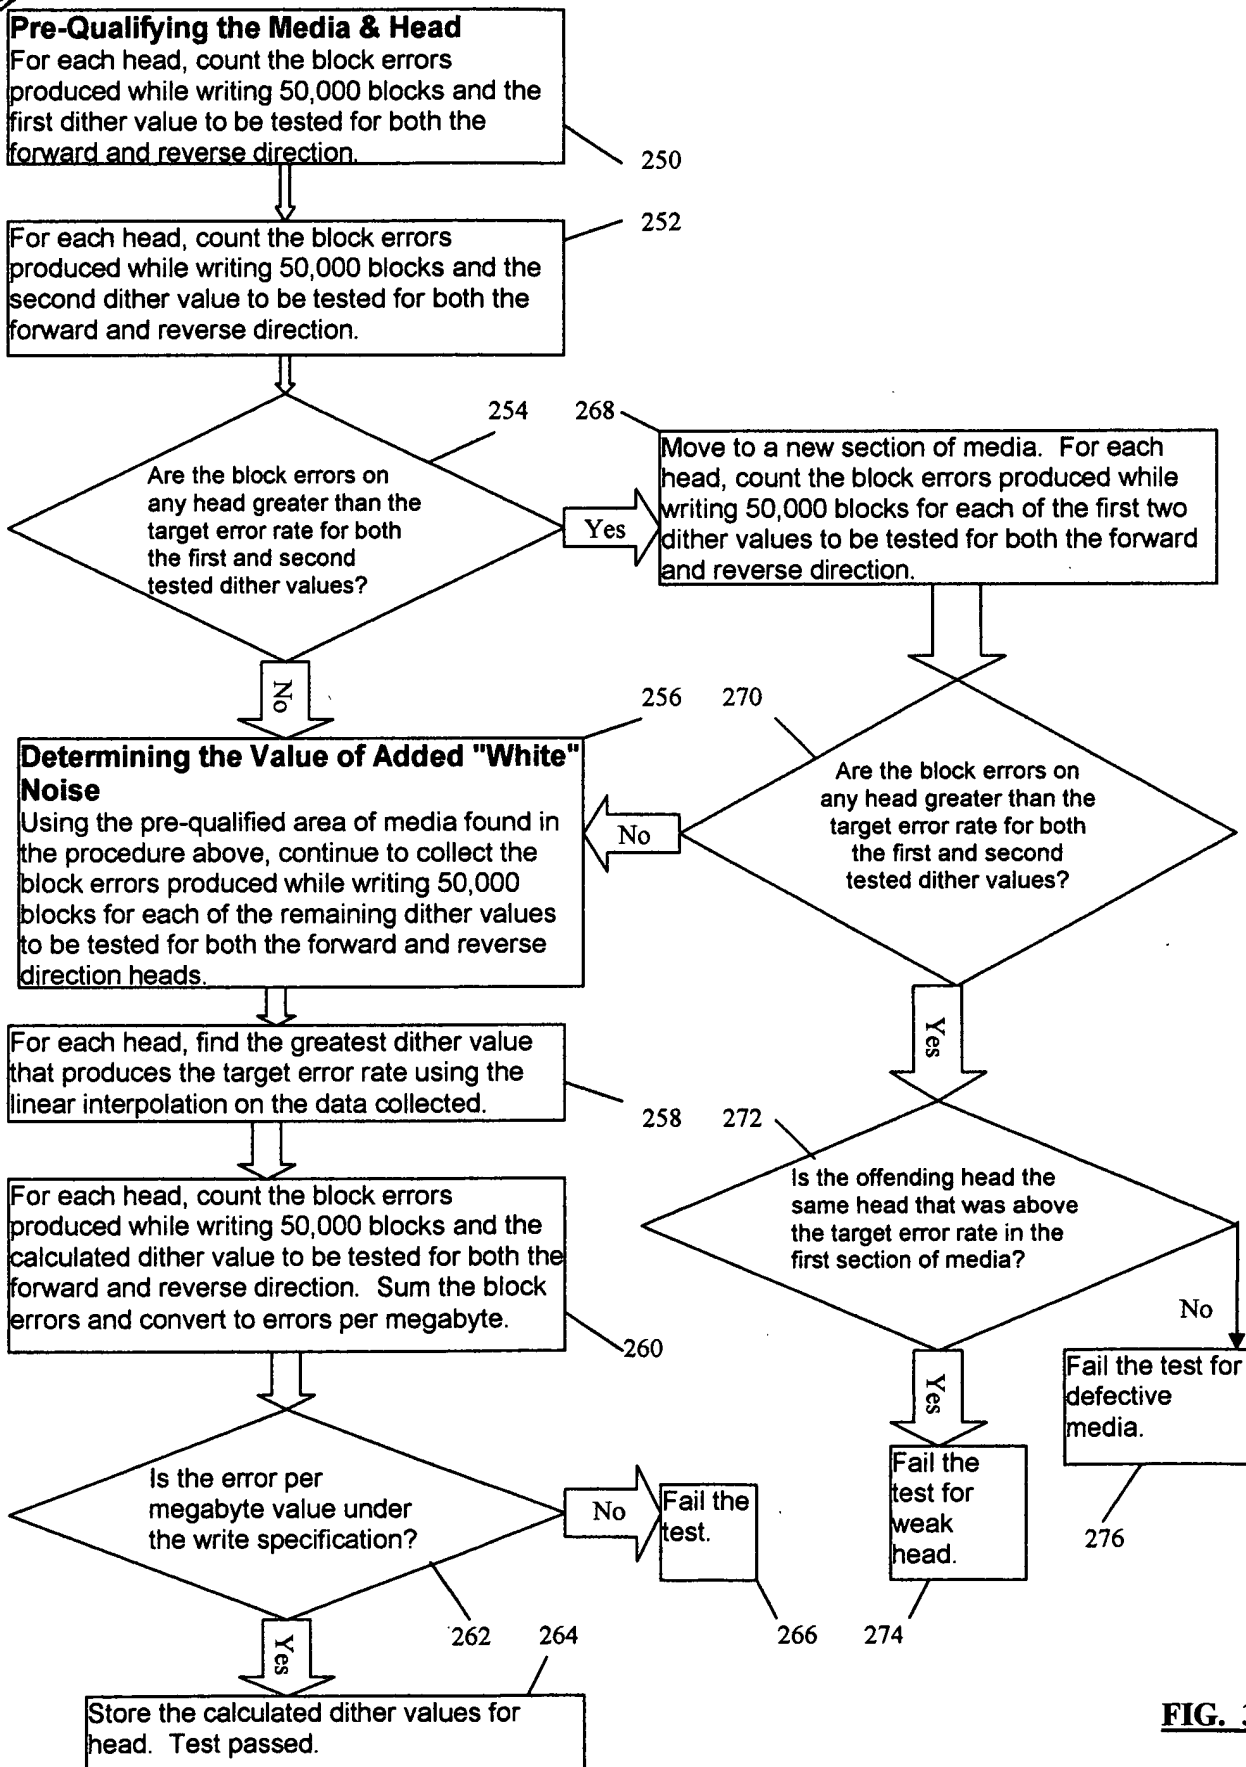 Pre-Qualifying the Media & Head
For each head, count the block errors
produced while writing 50,000 blocks and the
first dither value to be tested for both the
forward and reverse direction.
250
252
For each head, count the block errors
produced while writing 50,000 blocks and the
second dither value to be tested for both the
forward and reverse direction.
254
268
Are the block errors on
any head greater than the
target error rate for both
the first and second
tested dither values?
Yes
Move to a new section of media. For each
head, count the block errors produced while
writing 50,000 blocks for each of the first two
dither values to be tested for both the forward
and reverse direction.
No
256
270
Determining the Value of Added "White"
Noise
Using the pre-qualified area of media found in
the procedure above, continue to collect the
block errors produced while writing 50,000
blocks for each of the remaining dither values
to be tested for both the forward and reverse
direction heads.
No
Are the block errors on
any head greater than the
target error rate for both
the first and second
tested dither values?
Yes
For each head, find the greatest dither value
that produces the target error rate using the
linear interpolation on the data collected.
258
272
Is the offending head the
same head that was above
the target error rate in the
first section of media?
For each head, count the block errors
produced while writing 50,000 blocks and the
calculated dither value to be tested for both the
forward and reverse direction. Sum the block
errors and convert to errors per megabyte.
260
No
Yes
Fail the test for
defective
media.
276
Is the error per
megabyte value under
the write specification?
No
Fail the
test.
Fail the
test for
weak
head.
262
264
266
274
Yes
Store the calculated dither values for
head. Test passed.
FIG. 3